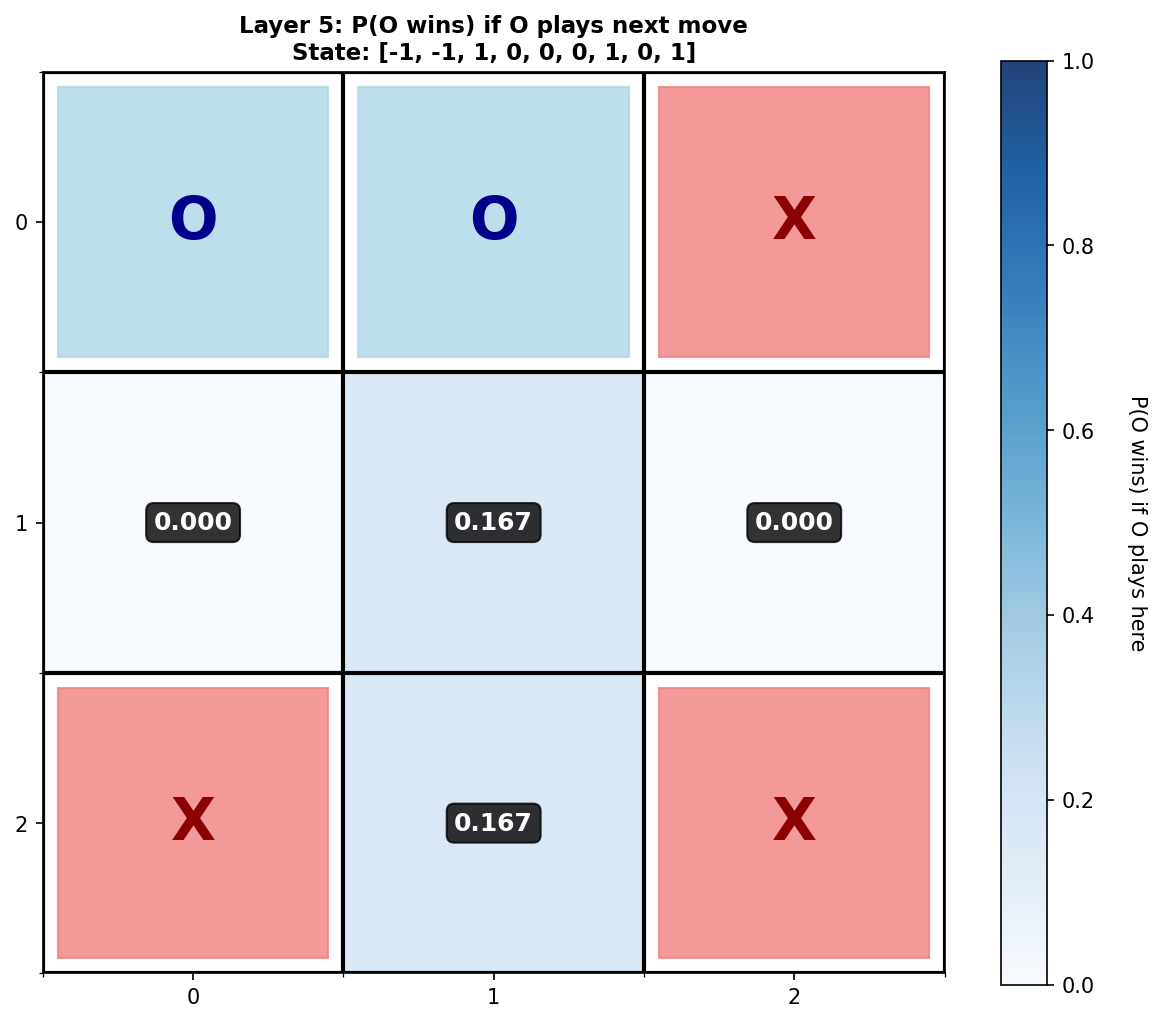 Layer 5: P(O wins) if O plays next move
State: [-1, -1, 1, 0, 0, 0, 1, 0, 1]
1.0
0.8
0.6
0.4
0.2
0.0
P(O wins) if O plays here
0
O
O
X
1
0.000
0.167
0.000
2
X
0.167
X
0
1
2